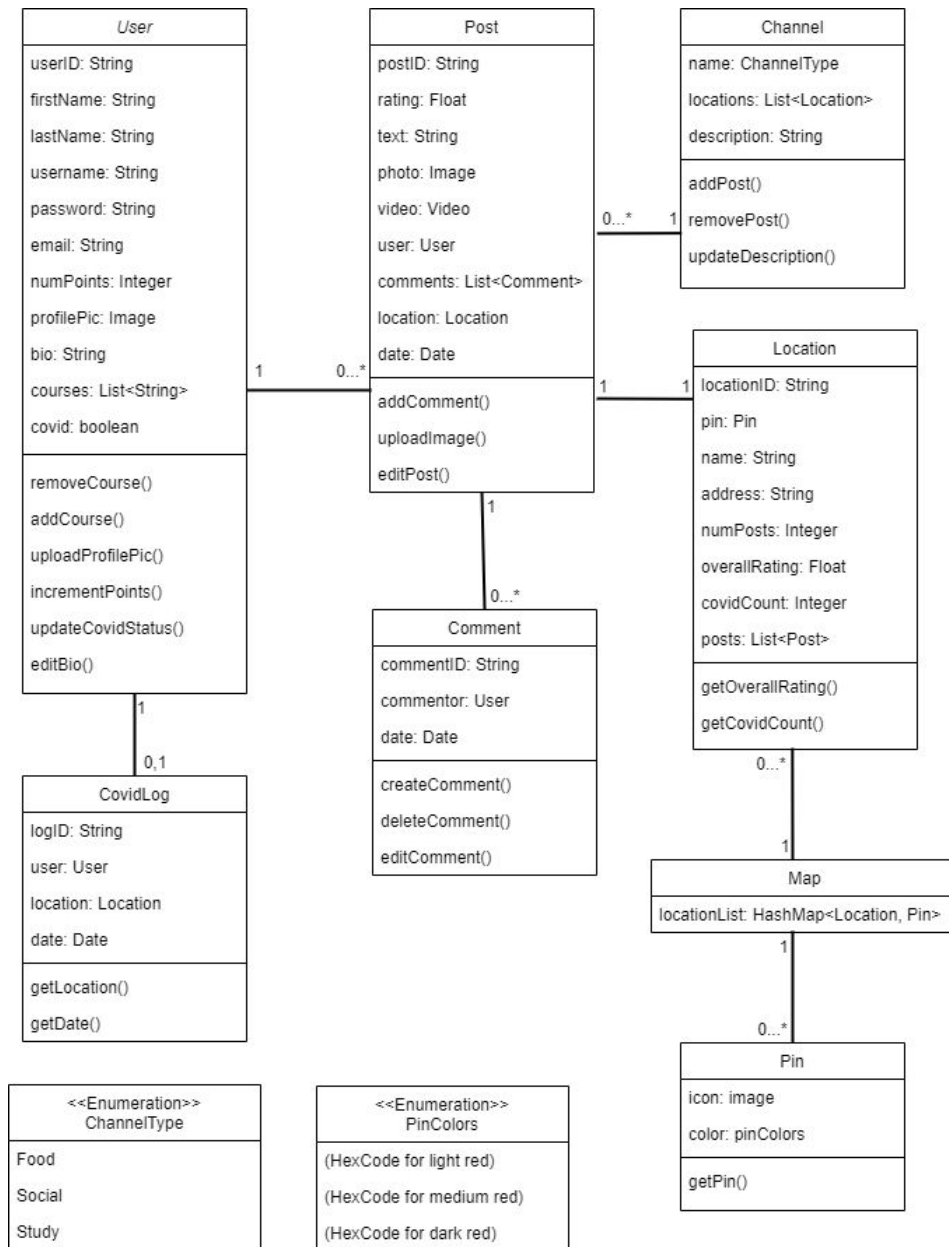 User
userID: String
firstName: String
lastName: String
username: String
password: String
email: String
numPoints: Integer
profilePic: Image
bio: String
courses: List<String>
covid: boolean
removeCourse()
addCourse()
uploadProfilePic()
incrementPoints()
updateCovidStatus()
editBio()
1
0...*
1
0,1
Post
postID: String
rating: Float
text: String
photo: Image
video: Video
user: User
comments: List<Comment>
location: Location
date: Date
addComment()
uploadImage()
editPost()
0...*
1
1
1
1
0...*
Channel
name: ChannelType
locations: List<Location>
description: String
addPost()
removePost()
updateDescription()
Location
locationID: String
pin: Pin
name: String
address: String
numPosts: Integer
overallRating: Float
covidCount: Integer
posts: List<Post>
getOverallRating()
getCovidCount()
0...*
1
Comment
commentID: String
commentor: User
date: Date
createComment()
deleteComment()
editComment()
CovidLog
logID: String
user: User
location: Location
date: Date
getLocation()
getDate()
Map
locationList: HashMap<Location, Pin>
1
0...*
Pin
icon: image
color: pinColors
getPin()
<<Enumeration>>
ChannelType
Food
Social
Study
<<Enumeration>>
PinColors
(HexCode for light red)
(HexCode for medium red)
(HexCode for dark red)